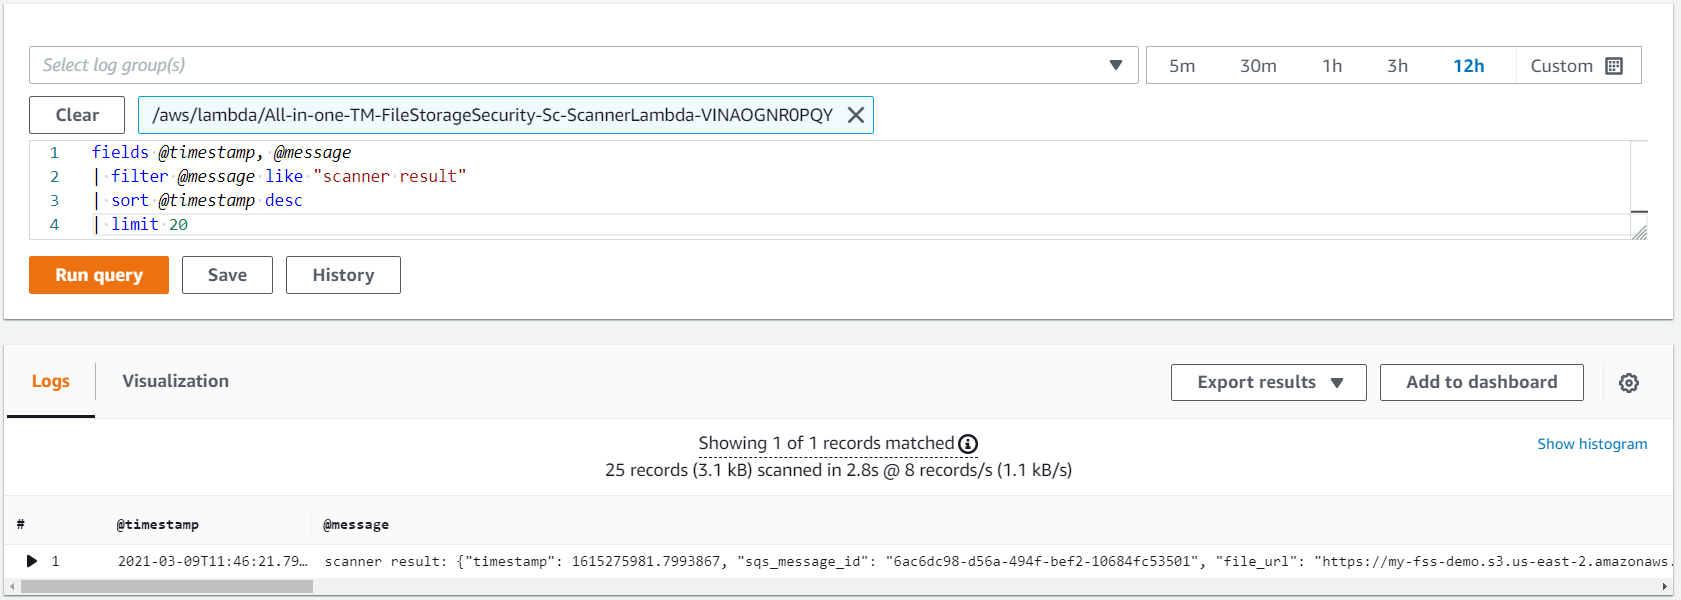 Select log group(s)
5m 30m 1h 3h 12h Custom
Clear /aws/lambda/All-in-one-TM-FileStorageSecurity-Sc-ScannerLambda-VINAOGNR0PQY
1 fields @timestamp, @message
2 | filter @message like "scanner result"
3 | sort @timestamp desc
4 | limit 20
Run query Save History
Logs Visualization Export results Add to dashboard
Showing 1 of 1 records matched
Show histogram
25 records (3.1 kB) scanned in 2.8s @ 8 records/s (1.1 kB/s)
# @timestamp @message
1 2021-03-09T11:46:21.79… scanner result: {"timestamp": 1615275981.7993867, "sqs_message_id": "6ac6dc98-d56a-494f-bef2-10684fc53501", "file_url": "https://my-fss-demo.s3.us-east-2.amazonaws.